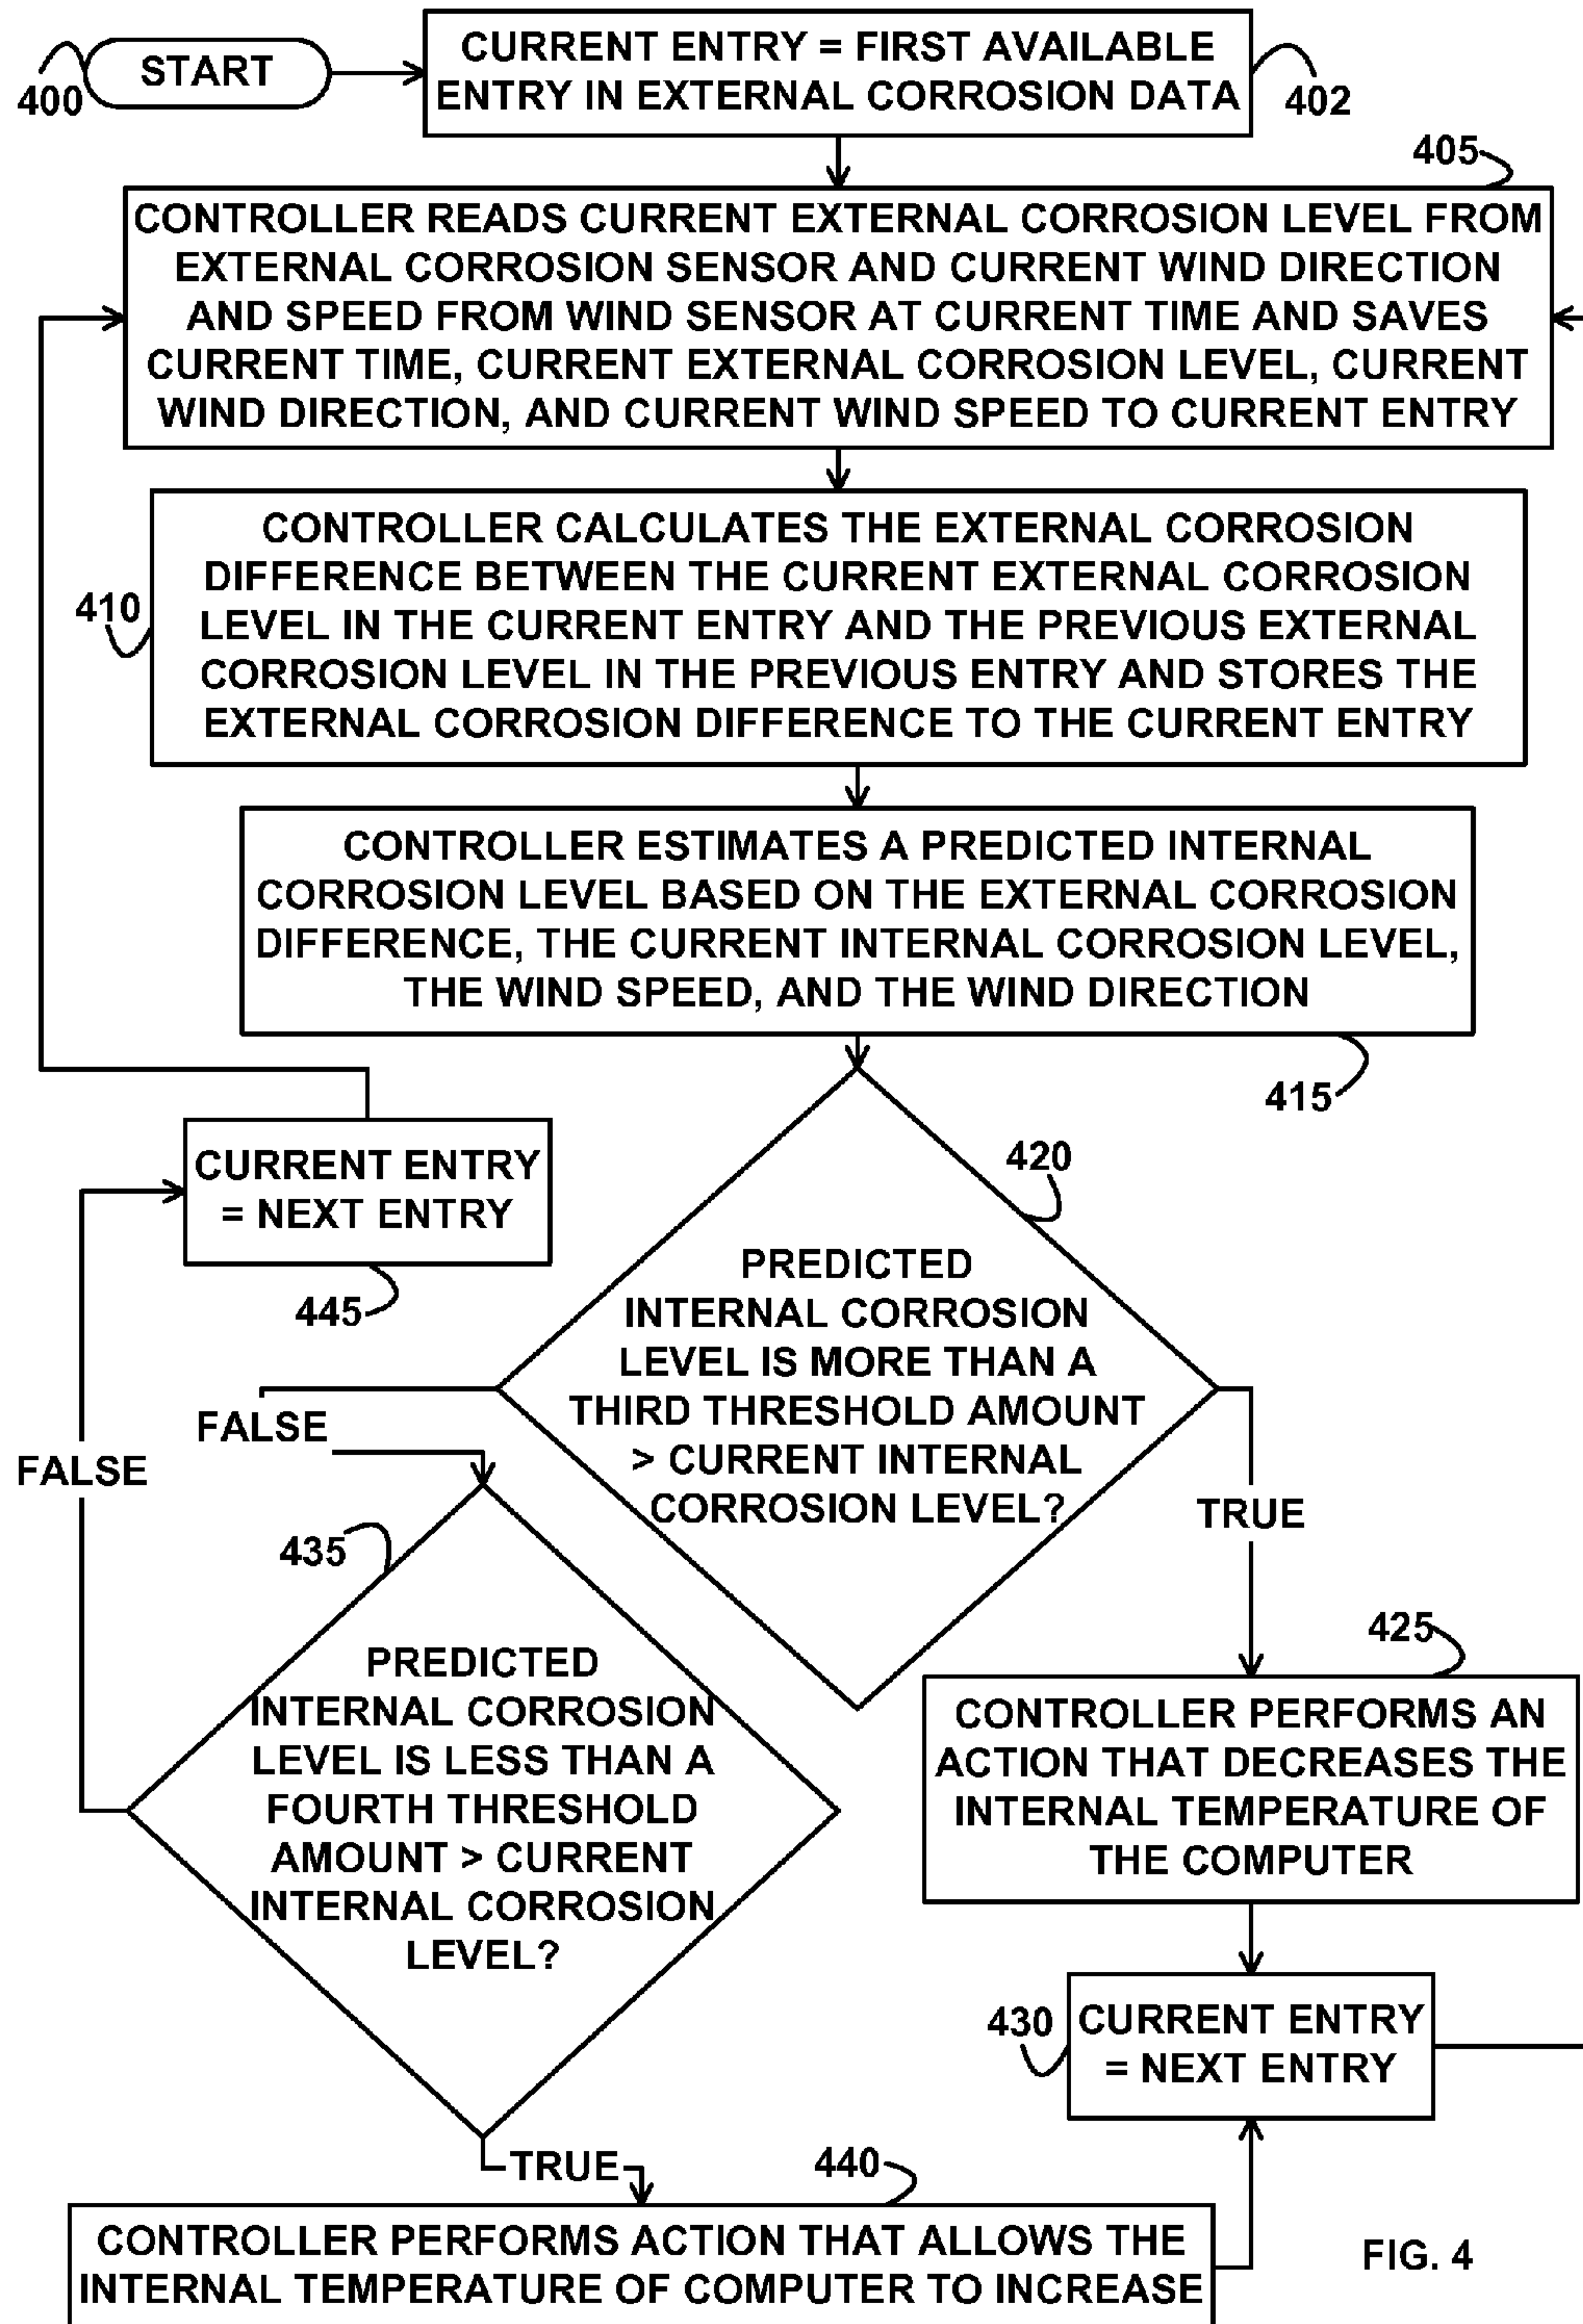 400
START
CURRENT ENTRY = FIRST AVAILABLE
ENTRY IN EXTERNAL CORROSION DATA
402
405
CONTROLLER READS CURRENT EXTERNAL CORROSION LEVEL FROM
EXTERNAL CORROSION SENSOR AND CURRENT WIND DIRECTION
AND SPEED FROM WIND SENSOR AT CURRENT TIME AND SAVES
CURRENT TIME, CURRENT EXTERNAL CORROSION LEVEL, CURRENT
WIND DIRECTION, AND CURRENT WIND SPEED TO CURRENT ENTRY
410
CONTROLLER CALCULATES THE EXTERNAL CORROSION
DIFFERENCE BETWEEN THE CURRENT EXTERNAL CORROSION
LEVEL IN THE CURRENT ENTRY AND THE PREVIOUS EXTERNAL
CORROSION LEVEL IN THE PREVIOUS ENTRY AND STORES THE
EXTERNAL CORROSION DIFFERENCE TO THE CURRENT ENTRY
CONTROLLER ESTIMATES A PREDICTED INTERNAL
CORROSION LEVEL BASED ON THE EXTERNAL CORROSION
DIFFERENCE, THE CURRENT INTERNAL CORROSION LEVEL,
THE WIND SPEED, AND THE WIND DIRECTION
415
CURRENT ENTRY
= NEXT ENTRY
445
420
PREDICTED
INTERNAL CORROSION
LEVEL IS MORE THAN A
THIRD THRESHOLD AMOUNT
> CURRENT INTERNAL
CORROSION LEVEL?
FALSE
FALSE
TRUE
435
PREDICTED
INTERNAL CORROSION
LEVEL IS LESS THAN A
FOURTH THRESHOLD
AMOUNT > CURRENT
INTERNAL CORROSION
LEVEL?
425
CONTROLLER PERFORMS AN
ACTION THAT DECREASES THE
INTERNAL TEMPERATURE OF
THE COMPUTER
430
CURRENT ENTRY
= NEXT ENTRY
TRUE
440
CONTROLLER PERFORMS ACTION THAT ALLOWS THE
INTERNAL TEMPERATURE OF COMPUTER TO INCREASE
FIG. 4